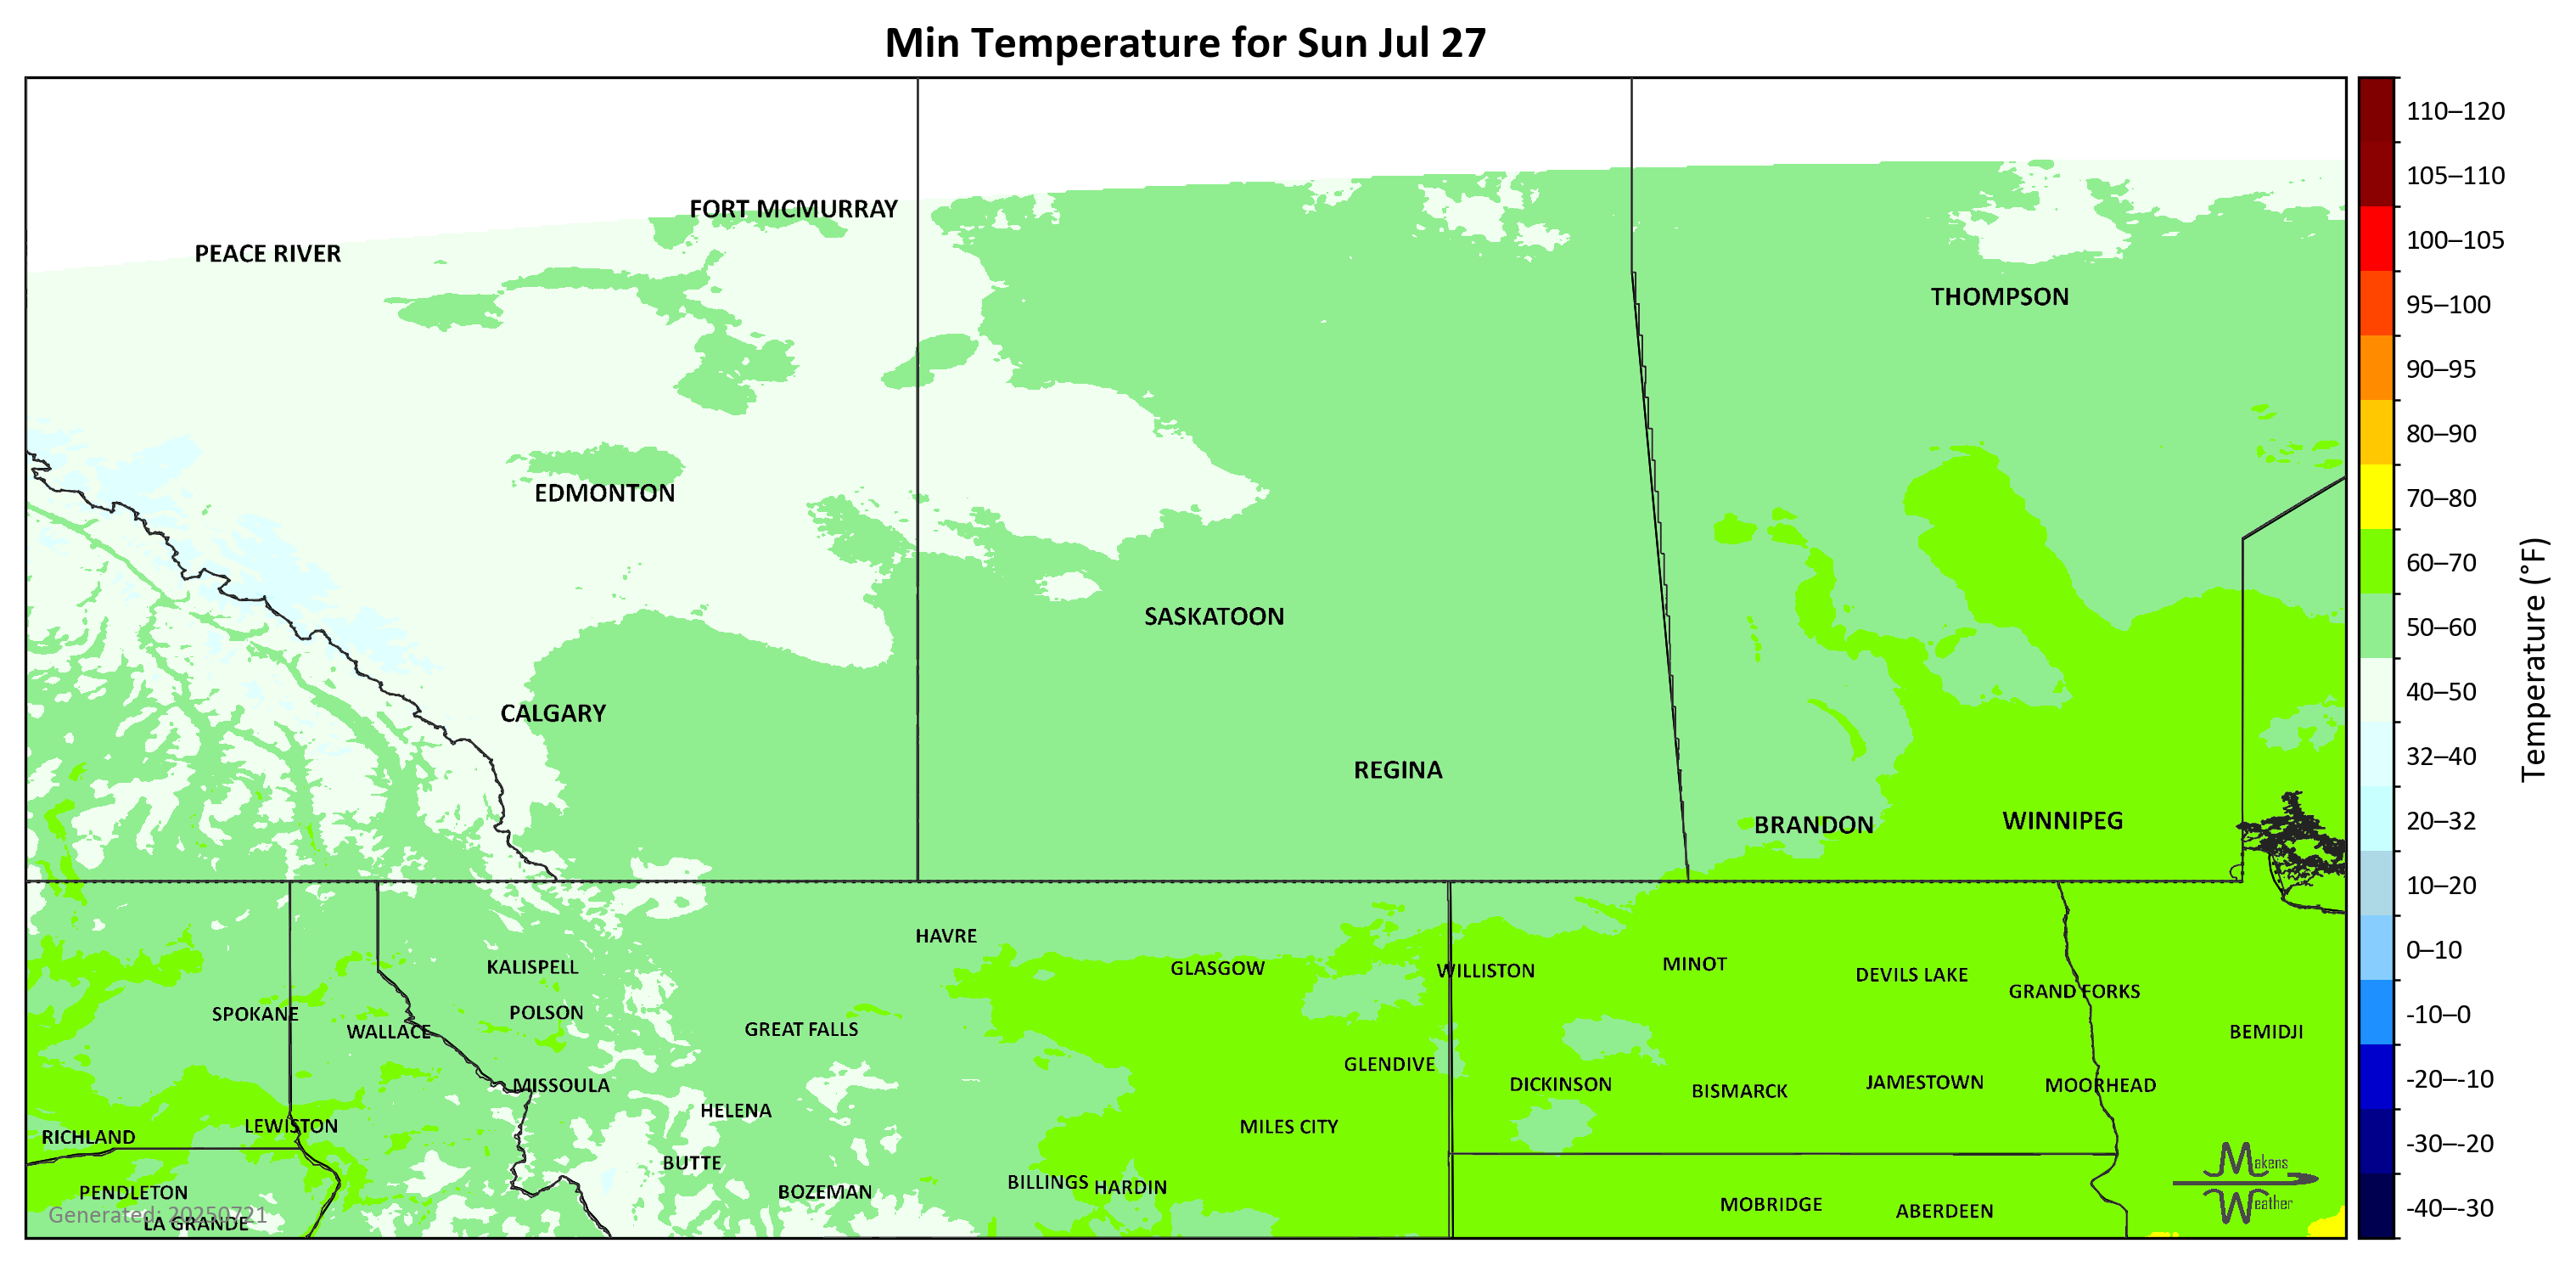 Min Temperature for Sun Jul 27
FORT MCMURRAY
PEACE RIVER
THOMPSON
EDMONTON
SASKATOON
CALGARY
REGINA
BRANDON
WINNIPEG
HAVRE
KALISPELL
GLASGOW
WILLISTON
MINOT
DEVILS LAKE
GRAND FORKS
SPOKANE
POLSON
WALLACE
GREAT FALLS
BEMIDJI
GLENDIVE
MISSOULA
DICKINSON
BISMARCK
JAMESTOWN
MOORHEAD
HELENA
LEWISTON
MILES CITY
RICHLAND
BUTTE
BILLINGS
HARDIN
PENDLETON
BOZEMAN
MOBRIDGE
ABERDEEN
LA GRANDE
Generated: 20250721
Makens
Weather
110–120
105–110
100–105
95–100
90–95
80–90
70–80
60–70
50–60
40–50
32–40
20–32
10–20
0–10
-10–0
-20–-10
-30–-20
-40–-30
Temperature (°F)